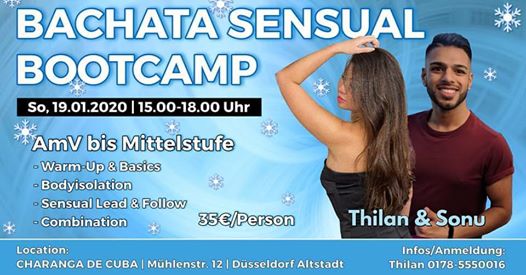 BACHATA SENSUAL
BOOTCAMP
So, 19.01.2020 | 15.00-18.00 Uhr
AmV bis Mittelstufe
- Warm-Up & Basics
- Bodyisolation
- Sensual Lead & Follow
- Combination
35€/Person
Thilan & Sonu
Location:
CHARANGA DE CUBA | Mühlenstr. 12 | Düsseldorf Altstadt
Infos/Anmeldung:
Thilan 0178-5550016